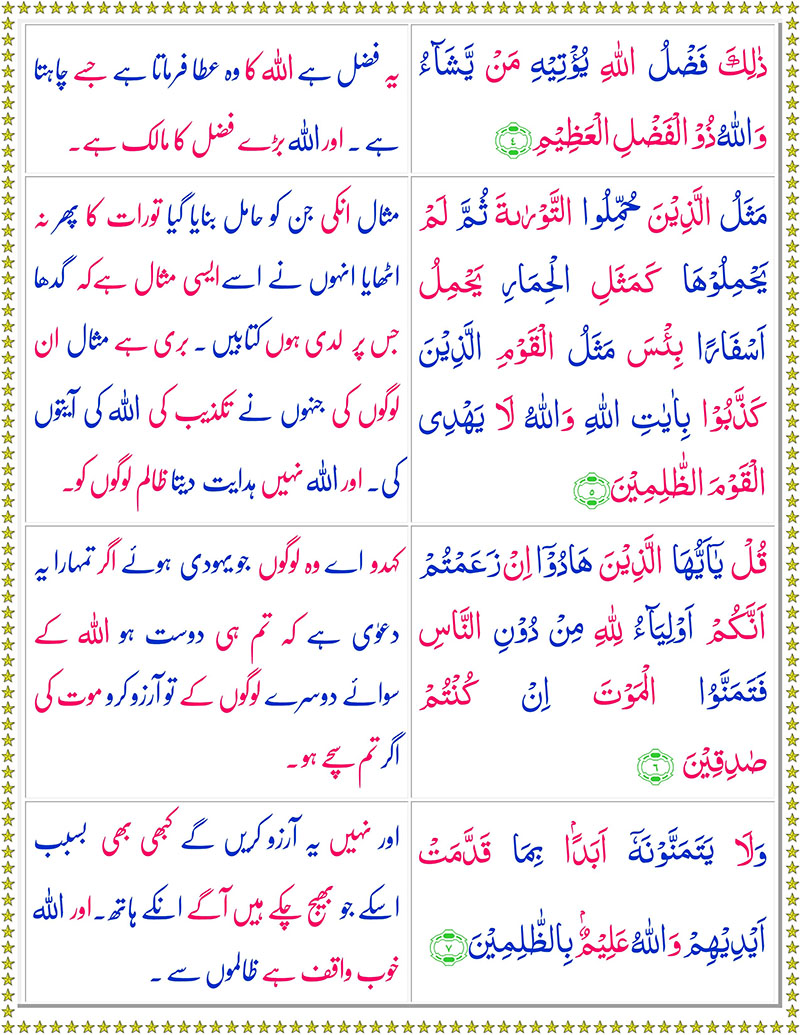 ذٰلِكَ فَضْلُ اللّٰهِ يُؤْتِيْهِ مَنْ يَّشَآءُ
وَاللّٰهُ ذُوْ الْفَضْلِ الْعَظِيْمِ ﴿٤﴾
یہ فضل ہے اللہ کا وہ عطا فرماتا ہے جسے چاہتا
ہے ۔ اور اللہ بڑے فضل کا مالک ہے۔
مَثَلُ الَّذِيْنَ حُمِّلُوا التَّوْرٰىةَ ثُمَّ لَمْ
يَحْمِلُوْهَا كَمَثَلِ الْحِمَارِ يَحْمِلُ
اَسْفَارًا بِئْسَ مَثَلُ الْقَوْمِ الَّذِيْنَ
كَذَّبُوْا بِاٰيٰتِ اللّٰهِ وَاللّٰهُ لَا يَهْدِى
الْقَوْمَ الظّٰلِمِيْنَ ﴿٥﴾
مثال انکی جن کو حامل بنایا گیا تورات کا پھر نہ
اٹھایا انہوں نے اسے ایسی مثال ہے کہ گدھا
جس پر لدی ہوں کتابیں ۔ بری ہے مثال ان
لوگوں کی جنہوں نے تکذیب کی اللہ کی آیتوں
کی۔ اور اللہ نہیں ہدایت دیتا ظالم لوگوں کو۔
قُلْ يٰۤاَيُّهَا الَّذِيْنَ هَادُوْۤا اِنْ زَعَمْتُمْ
اَنَّكُمْ اَوْلِيَآءُ لِلّٰهِ مِنْ دُوْنِ النَّاسِ
فَتَمَنَّوُا الْمَوْتَ اِنْ كُنْتُمْ
صٰدِقِيْنَ ﴿٦﴾
کہدو اے وہ لوگوں جو یہودی ہوئے اگر تمہارا یہ
دعوٰی ہے کہ تم ہی دوست ہو اللہ کے
سوائے دوسرے لوگوں کے تو آرزو کرو موت کی
اگر تم سچے ہو۔
وَلَا يَتَمَنَّوْنَهٗۤ اَبَدًۢا بِمَا قَدَّمَتْ
اَيْدِيْهِمْ وَاللّٰهُ عَلِيْمٌۢ بِالظّٰلِمِيْنَ ﴿٧﴾
اور نہیں یہ آرزو کریں گے کبھی بھی بسبب
اسکے جو بھیج چکے ہیں آگے انکے ہاتھ۔ اور اللہ
خوب واقف ہے ظالموں سے ۔